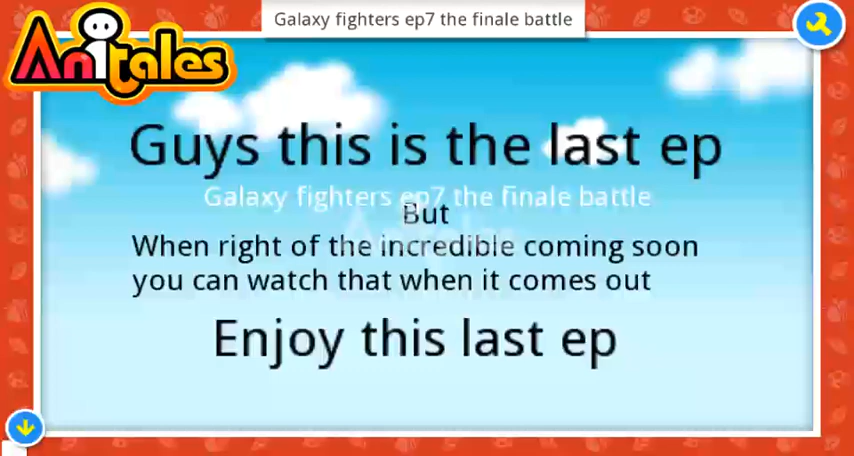 Galaxy fighters ep7 the finale battle
Anitales
Guys this is the last ep
Galaxy fighters ep7 the finale battle
But
When right of the incredible coming soon
you can watch that when it comes out
Enjoy this last ep